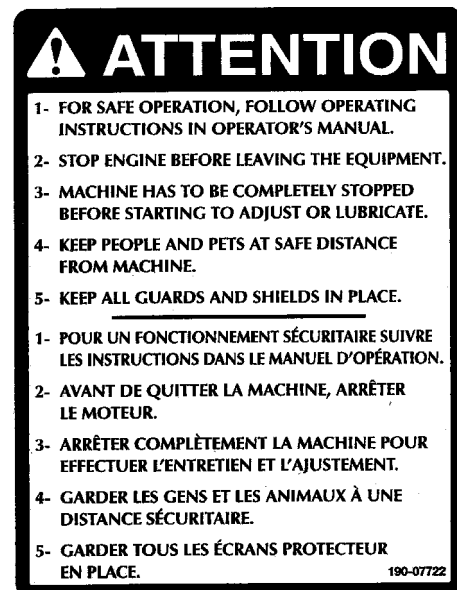 ATTENTION
1- FOR SAFE OPERATION, FOLLOW OPERATING
INSTRUCTIONS IN OPERATOR'S MANUAL.
2- STOP ENGINE BEFORE LEAVING THE EQUIPMENT.
3- MACHINE HAS TO BE COMPLETELY STOPPED
BEFORE STARTING TO ADJUST OR LUBRICATE.
4- KEEP PEOPLE AND PETS AT SAFE DISTANCE
FROM MACHINE.
5- KEEP ALL GUARDS AND SHIELDS IN PLACE.
1- POUR UN FONCTIONNEMENT SÉCURITAIRE SUIVRE
LES INSTRUCTIONS DANS LE MANUEL D'OPÉRATION.
2- AVANT DE QUITTER LA MACHINE, ARRÊTER
LE MOTEUR.
3- ARRÊTER COMPLÈTEMENT LA MACHINE POUR
EFFECTUER L'ENTRETIEN ET L'AJUSTEMENT.
4- GARDER LES GENS ET LES ANIMAUX À UNE
DISTANCE SÉCURITAIRE.
5- GARDER TOUS LES ÉCRANS PROTECTEUR
EN PLACE.
190-07722